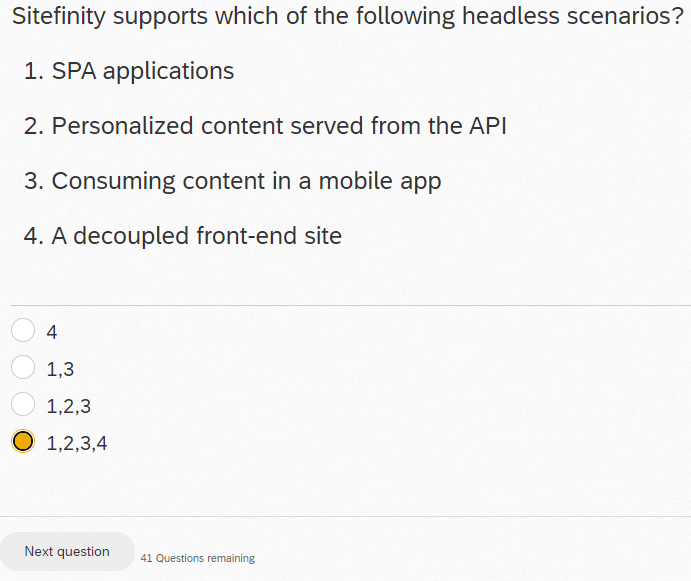 Sitefinity supports which of the following headless scenarios?
1. SPA applications
2. Personalized content served from the API
3. Consuming content in a mobile app
4. A decoupled front-end site
4
1,3
1,2,3
1,2,3,4
Next question
41 Questions remaining